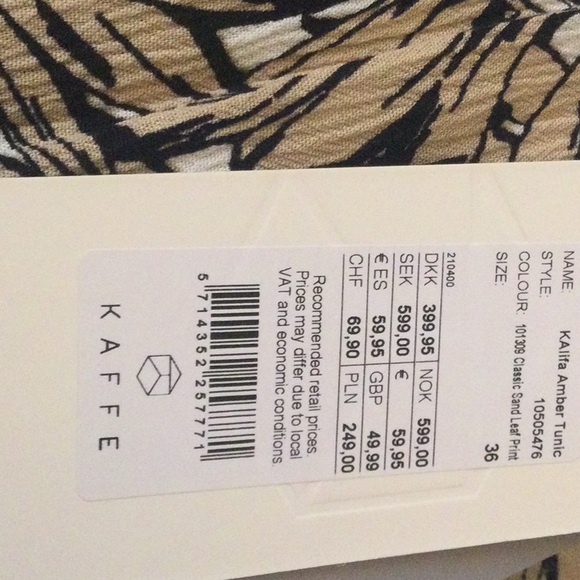 NAME: KAlifa Amber Tunic
STYLE: 10505476
COLOUR: 101309 Classic Sand Leaf Print
SIZE: 36
210400
DKK 399,95 NOK 599,00
SEK 599,00 € 59,95
€ ES 59,95 GBP 49,99
CHF 69,90 PLN 249,00
Recommended retail prices
Prices may differ due to local
VAT and economic conditions
5 714352 257771
KAFFE